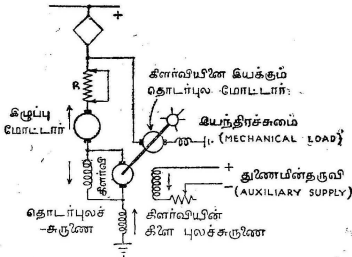 +
R
கிளர்வியினை இயக்கும்
தொடர்புல மோட்டார்
இழுப்பு
மோட்டார்
இயந்திரச்சுமை
(MECHANICAL LOAD)
கிளர்வி
+
துணைமின்தருவி
(AUXILIARY SUPPLY)
தொடர்புலச்
சுருணை
கிளர்வியின்
கிளை புலச்சுருணை